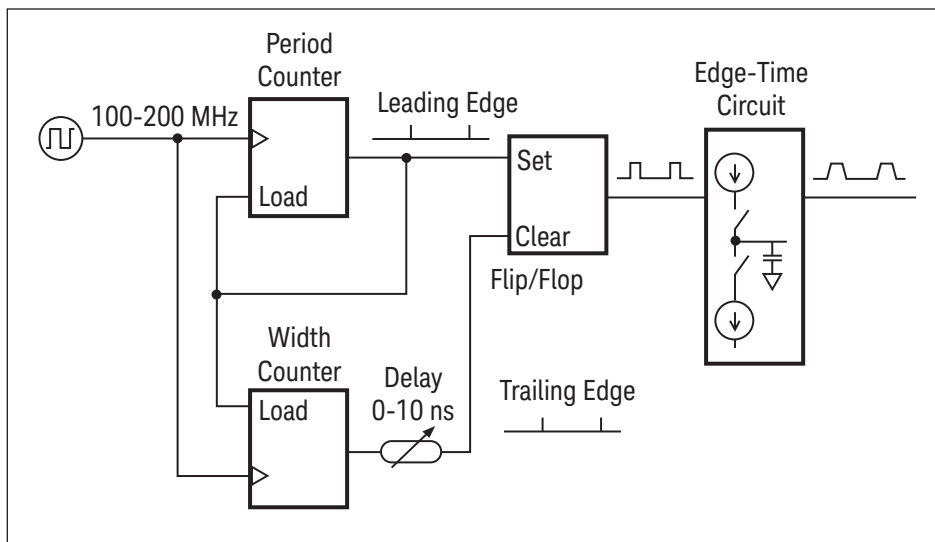 Period
Counter
100-200 MHz
Load
Leading Edge
Set
Clear
Flip/Flop
Edge-Time
Circuit
Width
Counter
Load
Delay
0-10 ns
Trailing Edge